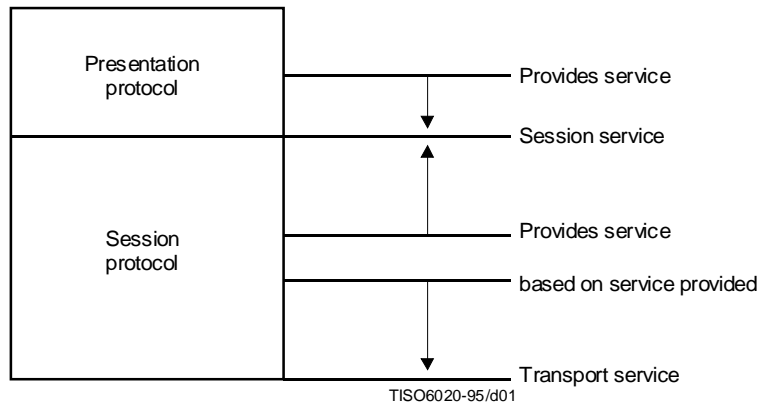 Presentation
protocol
Provides service
Session service
Session
protocol
Provides service
based on service provided
Transport service
TISO6020-95/d01